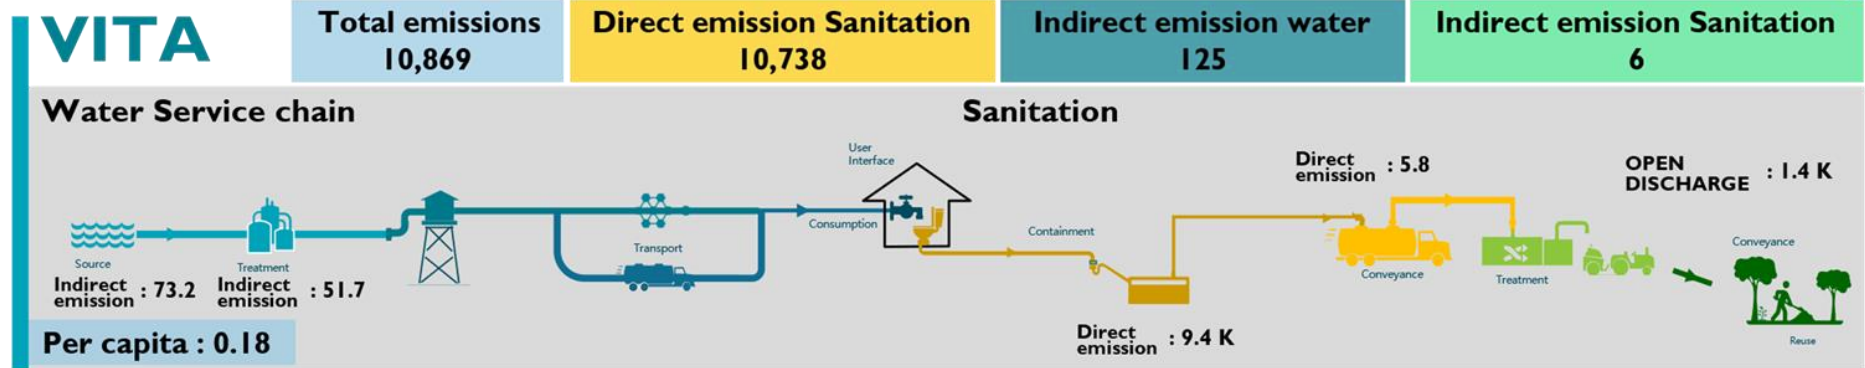 VITA
Total emissions
10,869
Direct emission Sanitation
10,738
Indirect emission water
125
Indirect emission Sanitation
6
Water Service chain
Sanitation
User
Interface
Direct
emission : 5.8
OPEN
DISCHARGE : 1.4 K
Consumption
Containment
Transport
Conveyance
Source
Treatment
Conveyance
Treatment
Indirect
emission : 73.2
Indirect
emission : 51.7
Direct
emission : 9.4 K
Reuse
Per capita : 0.18